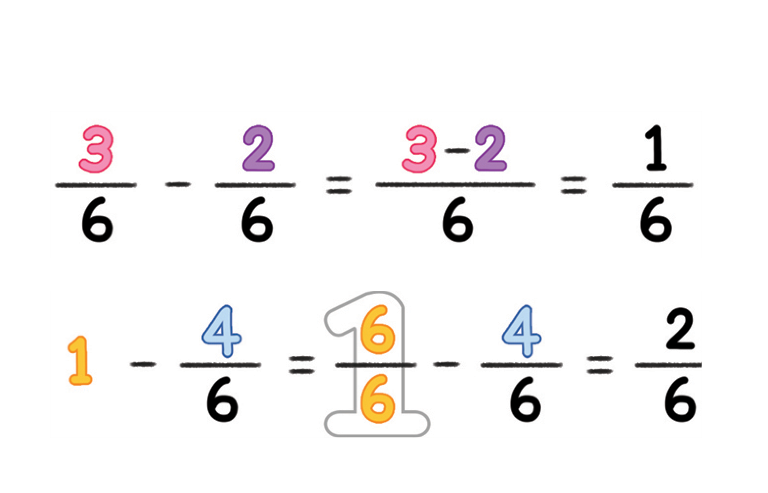 3/6 - 2/6 = 3-2/6 = 1/6
1 - 4/6 = 6/6 - 4/6 = 2/6